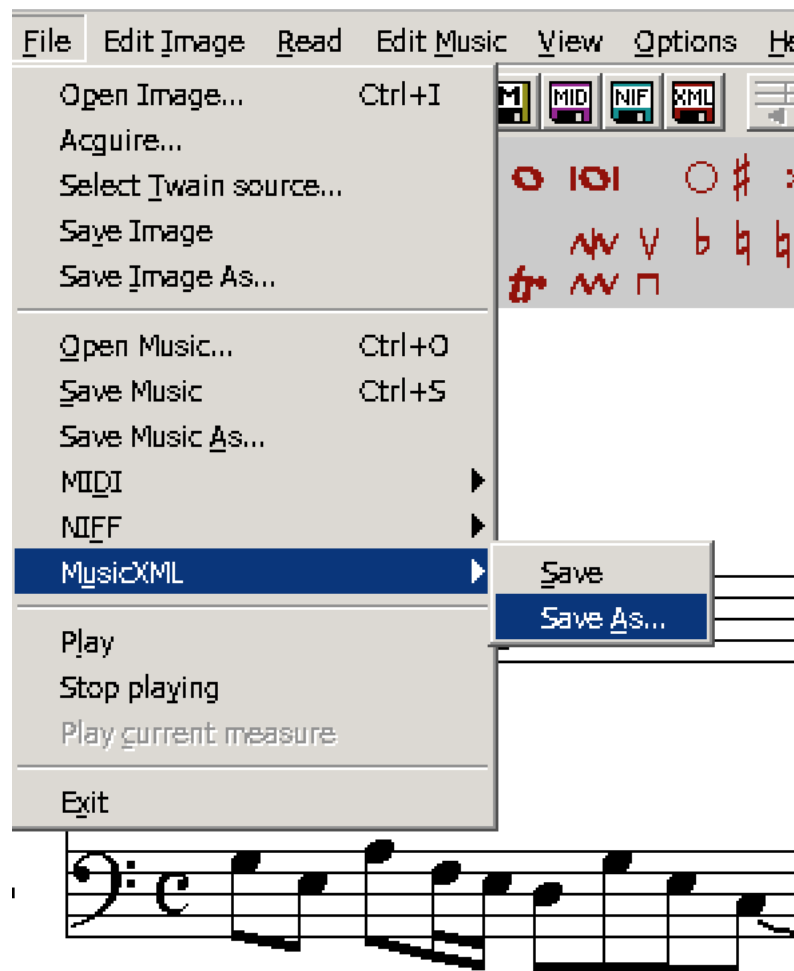 File Edit Image Read Edit Music View Options
M MID NIF XML
Open Image... Ctrl+I
Acquire...
Select Twain source...
Save Image
Save Image As...
Open Music... Ctrl+O
Save Music Ctrl+S
Save Music As...
MIDI
NIFF
MusicXML
Save
Save As...
Play
Stop playing
Play current measure
Exit